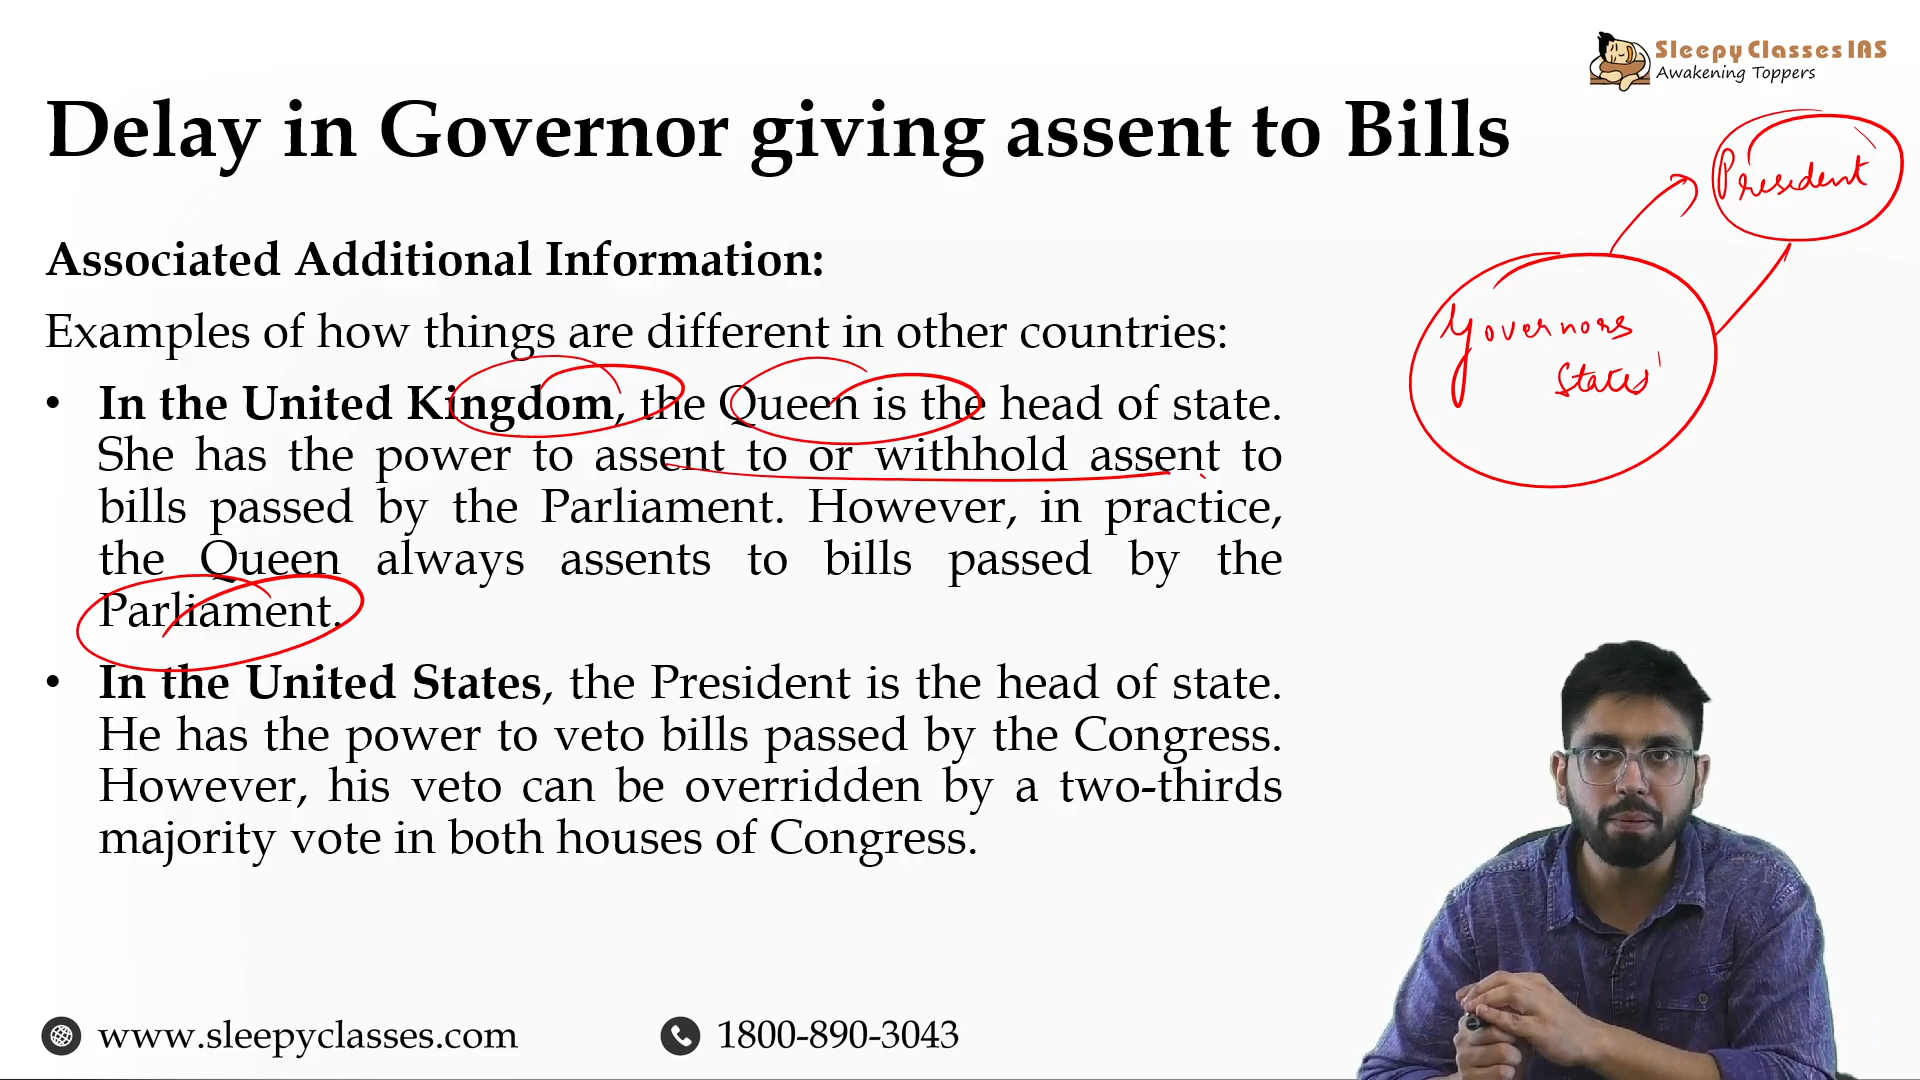 Sleepy Classes IAS
Awakening Toppers
Delay in Governor giving assent to Bills
President
Associated Additional Information:
Governors
States'
Examples of how things are different in other countries:
• In the United Kingdom, the Queen is the head of state.
She has the power to assent to or withhold assent to
bills passed by the Parliament. However, in practice,
the Queen always assents to bills passed by the
Parliament.
• In the United States, the President is the head of state.
He has the power to veto bills passed by the Congress.
However, his veto can be overridden by a two-thirds
majority vote in both houses of Congress.
www.sleepyclasses.com
1800-890-3043